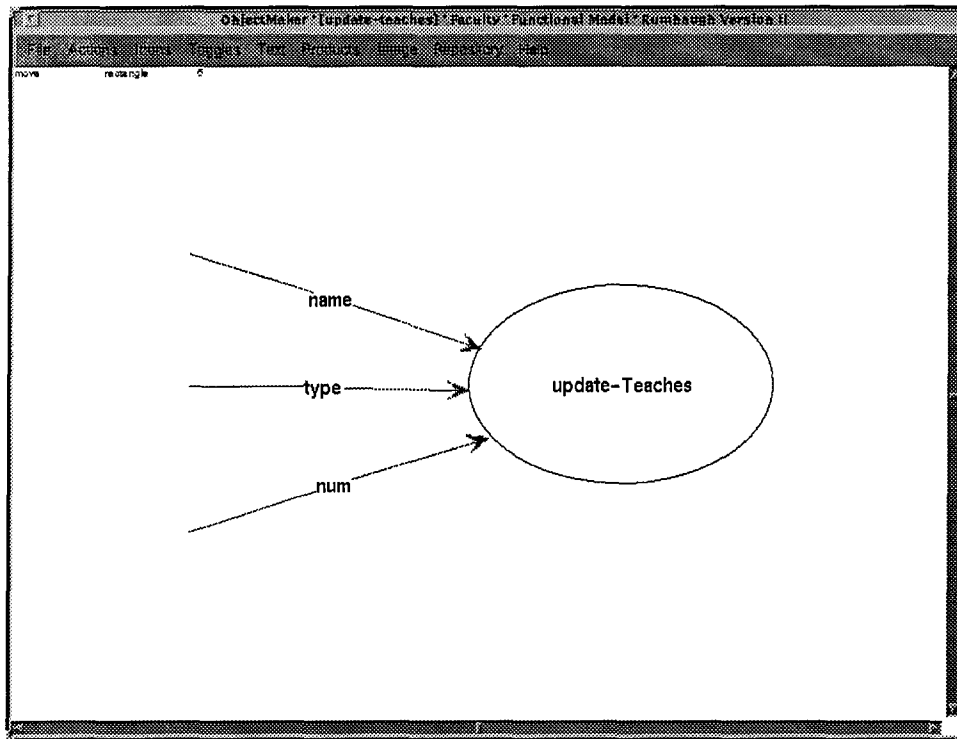 ObjectMaker * [update-teaches] * Faculty * Functional Model * Rumbaugh Version II
File Actions Icons Toggles Text Products Image Repository Help
move rectangle 6
name
type
num
update-Teaches